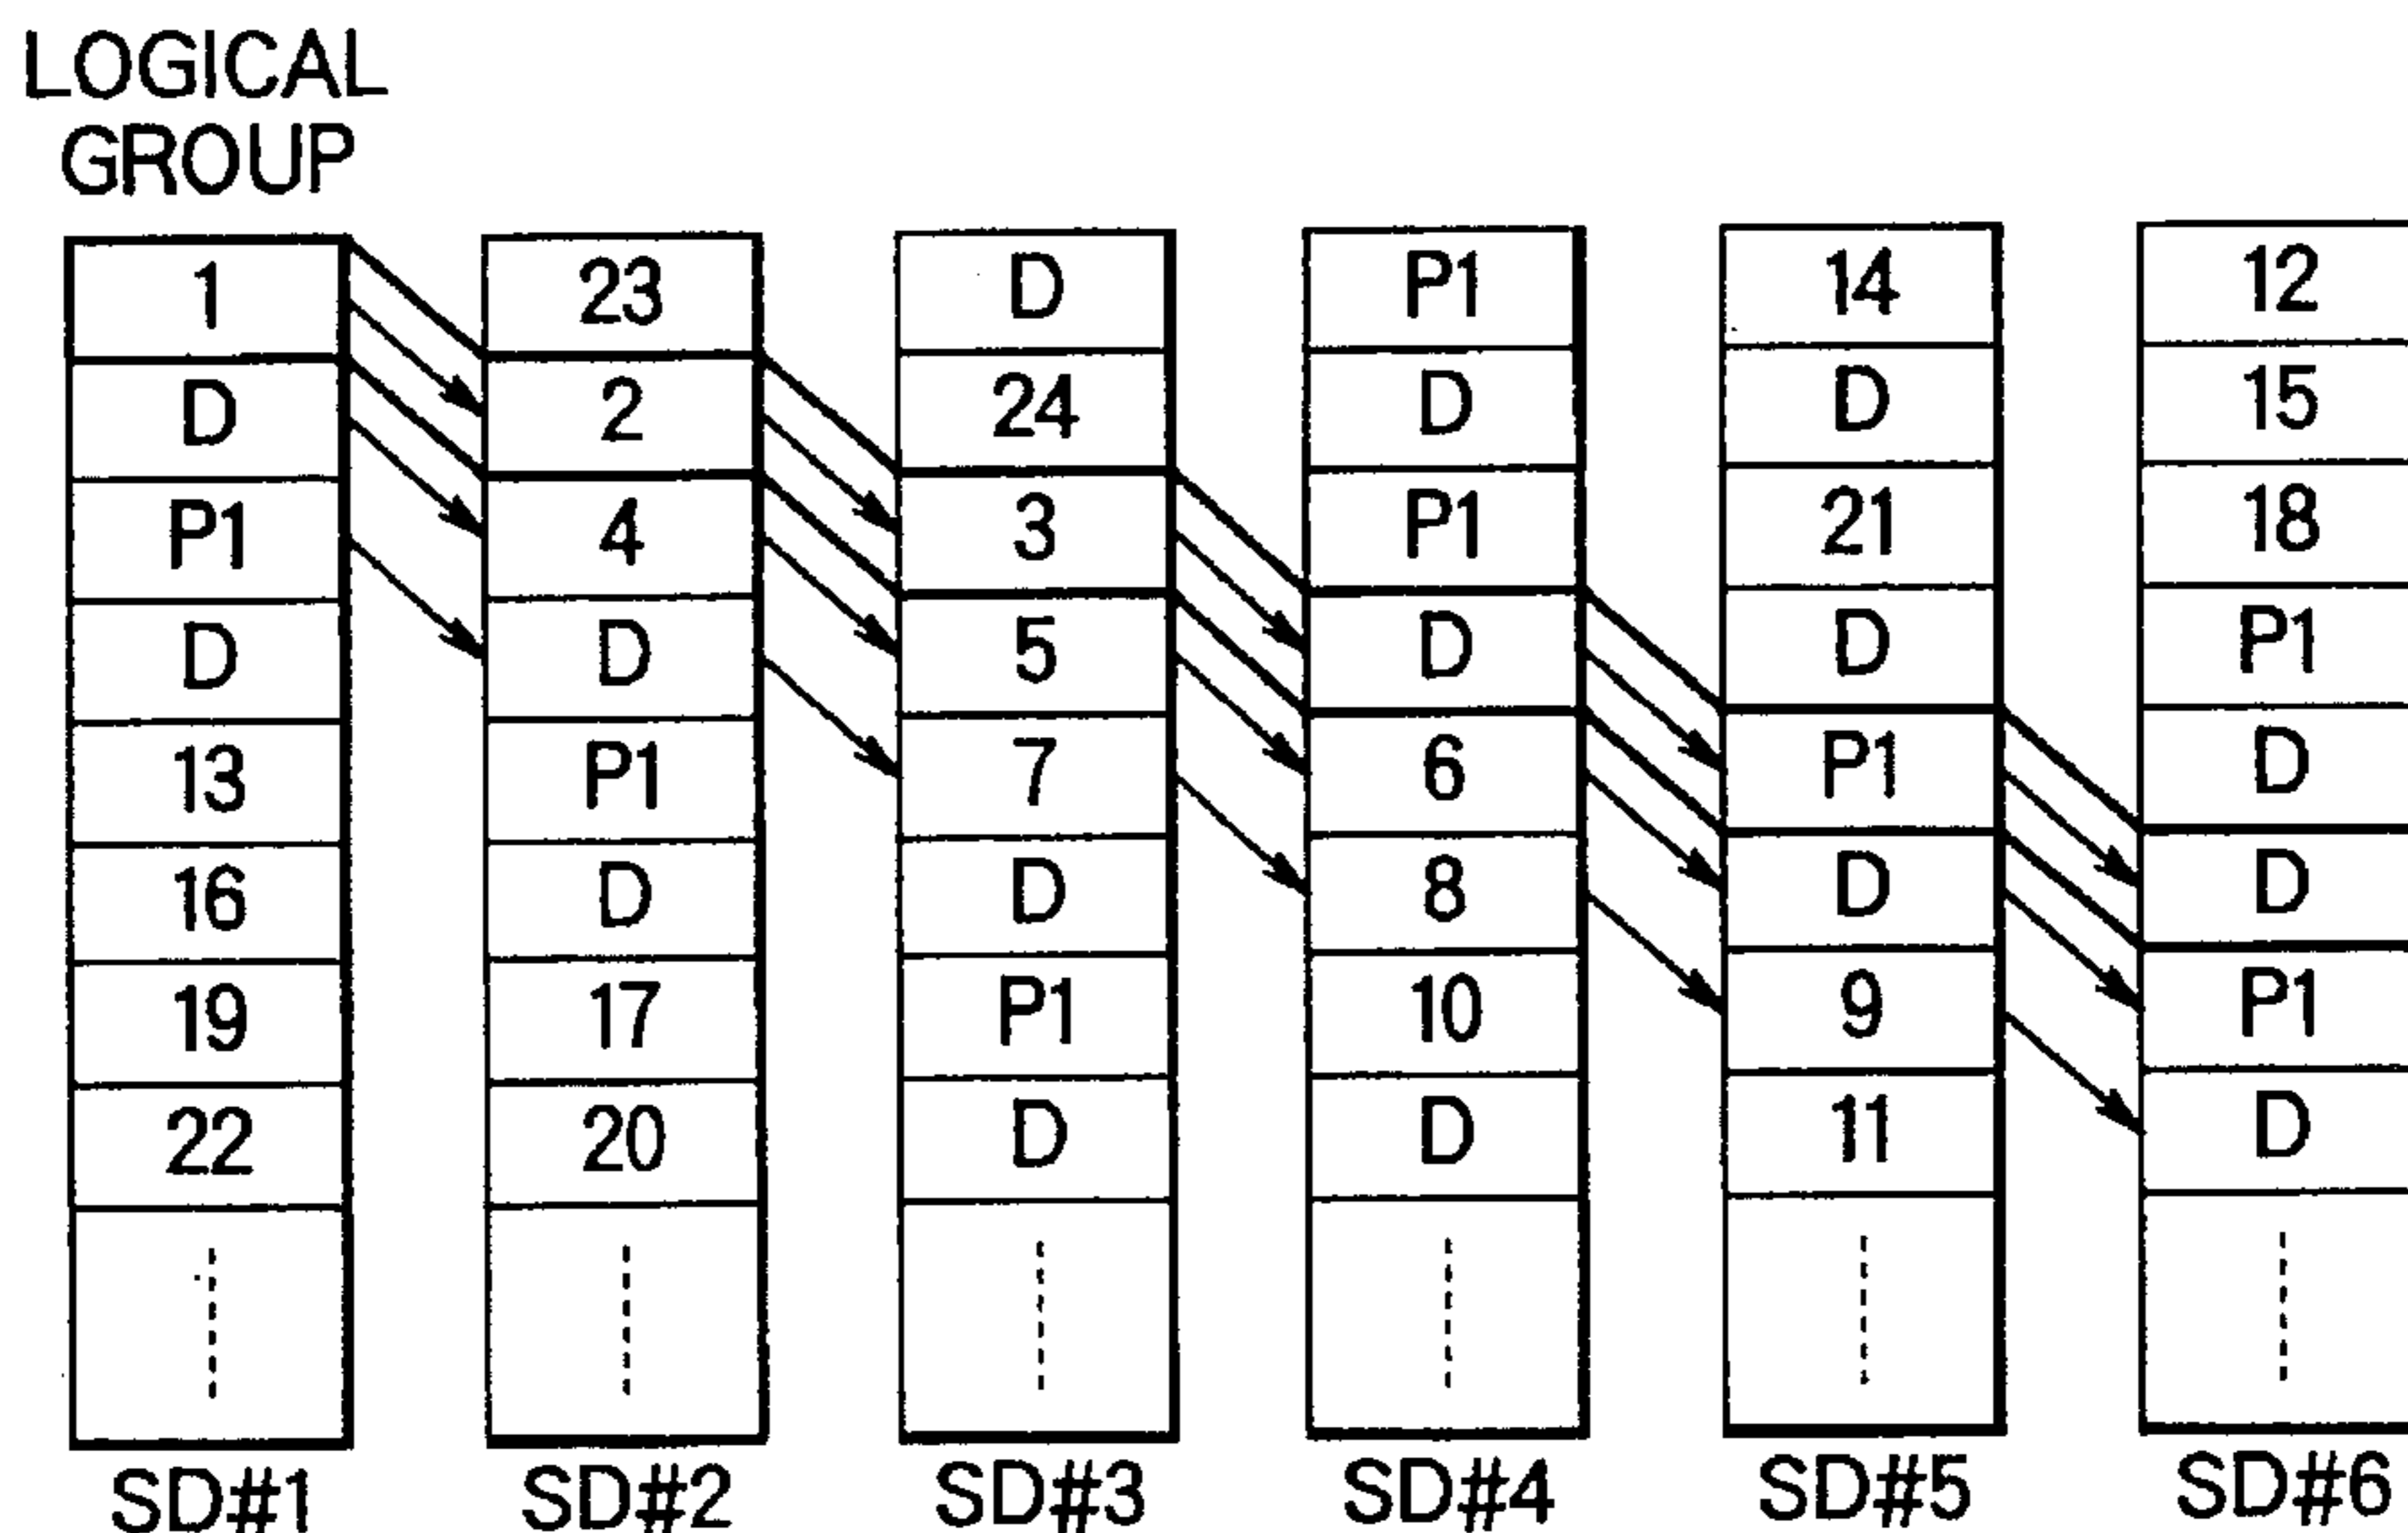 LOGICAL
GROUP
1 23 D P1 14 12
D 2 24 D D 15
P1 4 3 P1 21 18
D D 5 D D P1
13 P1 7 6 P1 D
16 D D 8 D D
19 17 P1 10 9 P1
22 20 D D 11 D
SD#1 SD#2 SD#3 SD#4 SD#5 SD#6